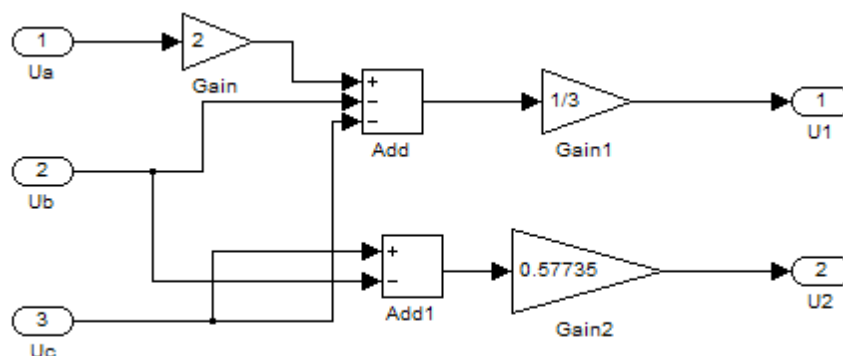 1
Ua
2
Gain
+
−
−
Add
1/3
Gain1
1
U1
2
Ub
+
−
Add1
0.57735
Gain2
2
U2
3
Uc